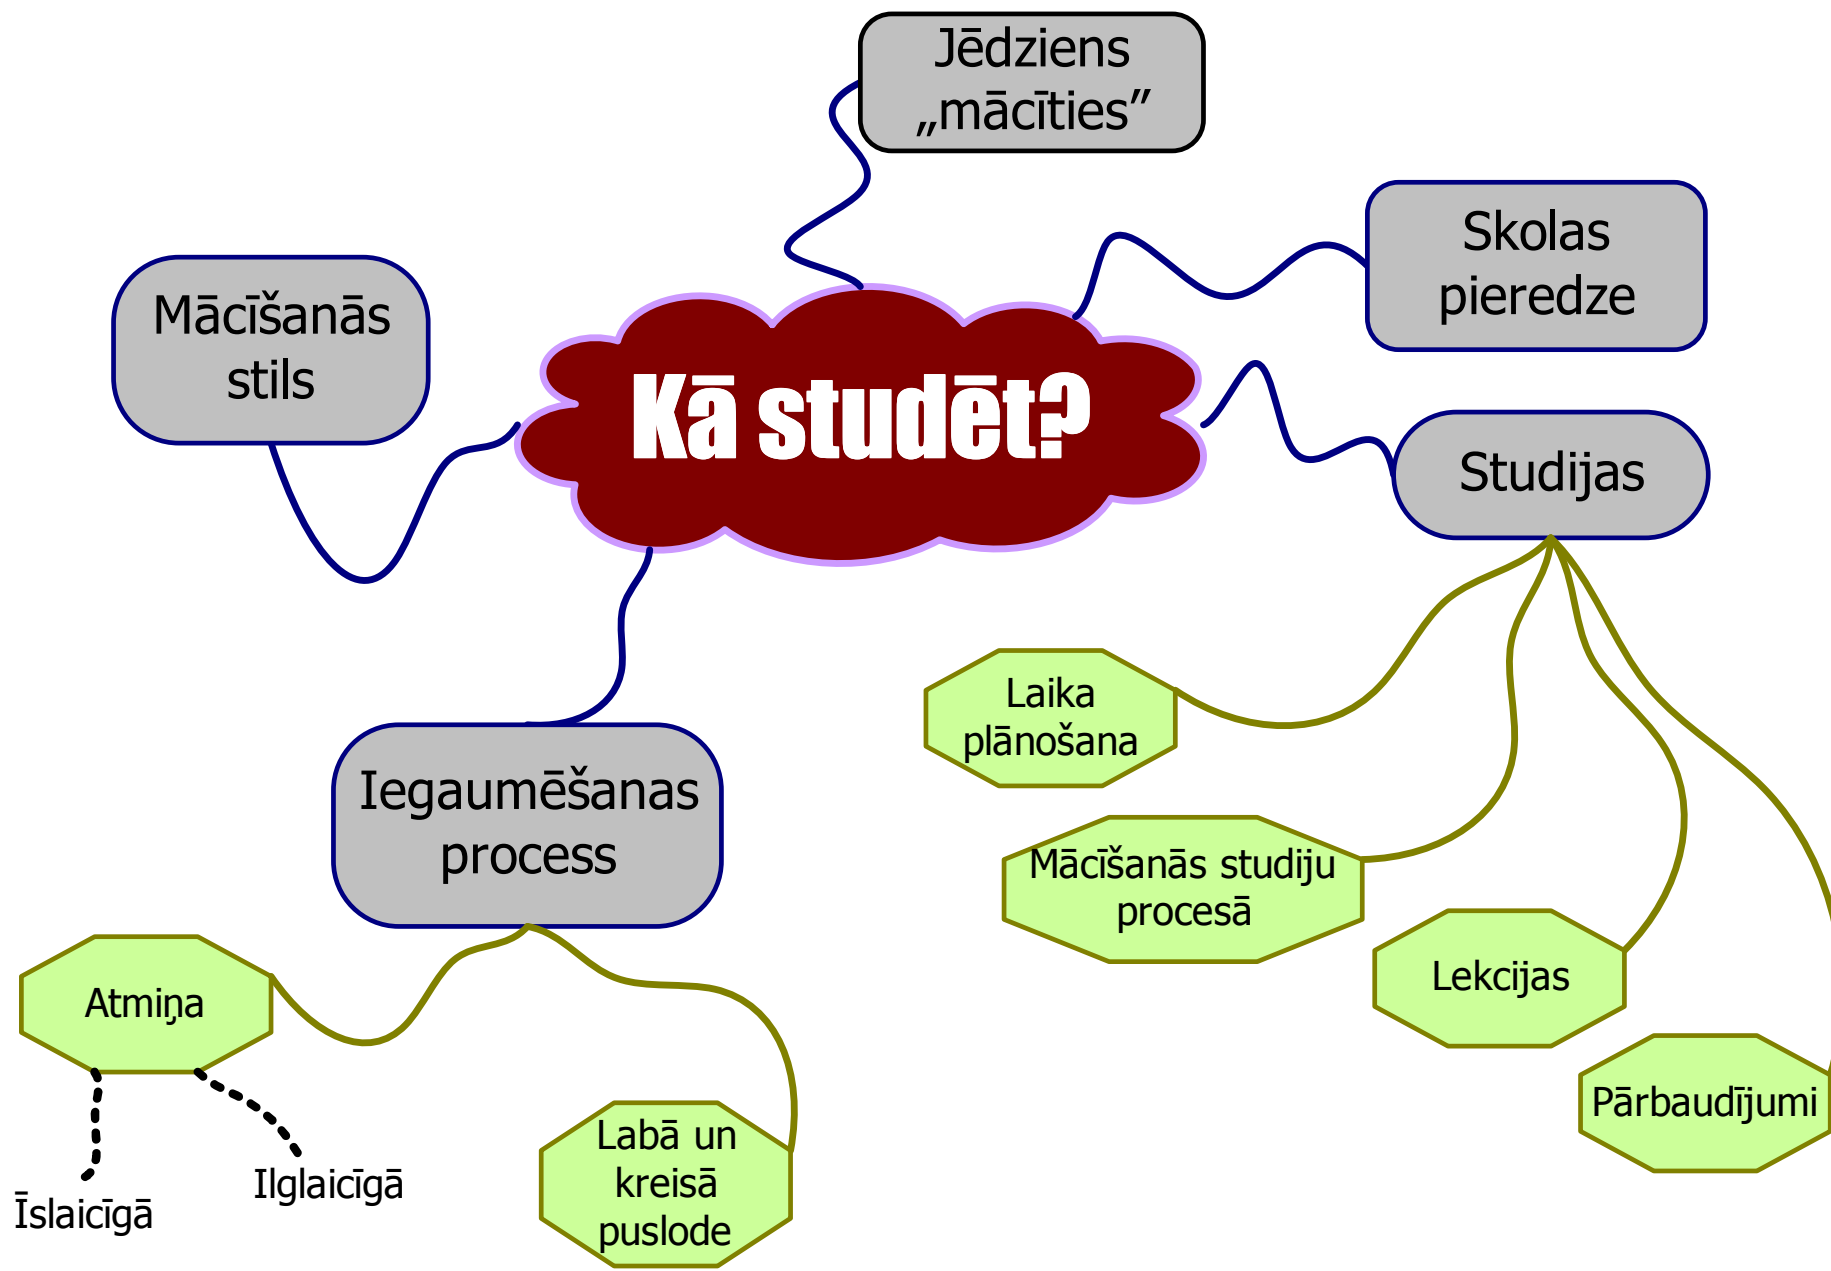 Jēdziens
„mācīties”
Skolas
pieredze
Mācīšanās
stils
Kā studēt?
Studijas
Laika
plānošana
Iegaumēšanas
process
Mācīšanās studiju
procesā
Lekcijas
Atmiņa
Pārbaudījumi
Labā un
kreisā
puslode
Ilglaicīgā
Īslaicīgā